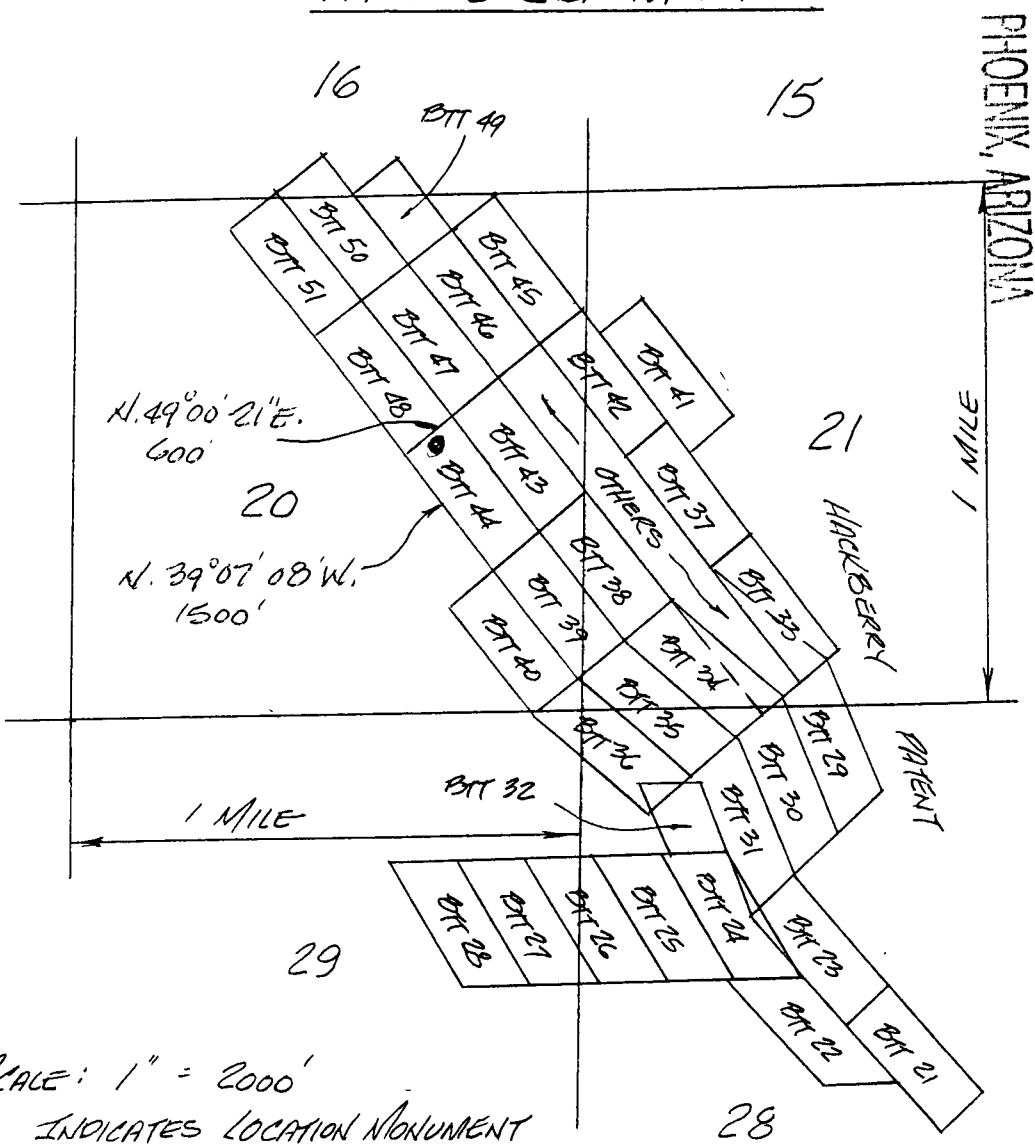 PHOENIX, ARIZONA
16
15
BTT 49
BTT 50
BTT 51
BTT 45
BTT 46
BTT 47
BTT 48
BTT 41
BTT 42
N. 49°00'21"E.
600'
BTT 43
BTT 44
21
1 MILE
20
OTHERS
BTT 37
HACKBERRY
N. 39°07'08"W.
1500'
BTT 38
BTT 39
BTT 33
BTT 40
BTT 34
BTT 35
BTT 36
BTT 29
PATENT
BTT 30
BTT 32
BTT 31
1 MILE
BTT 28
BTT 27
BTT 26
BTT 25
BTT 24
BTT 23
29
BTT 22
BTT 21
SCALE: 1" = 2000'
INDICATES LOCATION MONUMENT
28